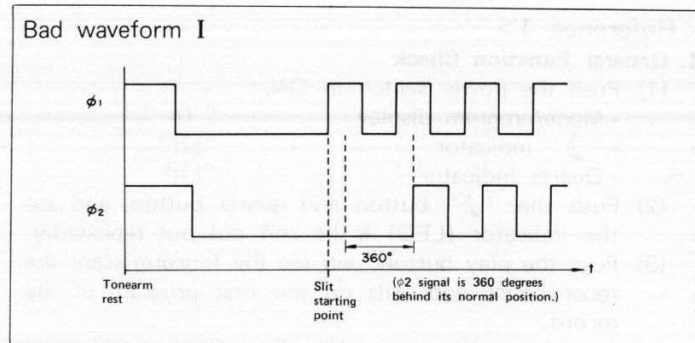 Bad waveform I
ϕ1
ϕ2
360°
t
Tonearm
rest
Slit
starting
point
(ϕ2 signal is 360 degrees
behind its normal position.)